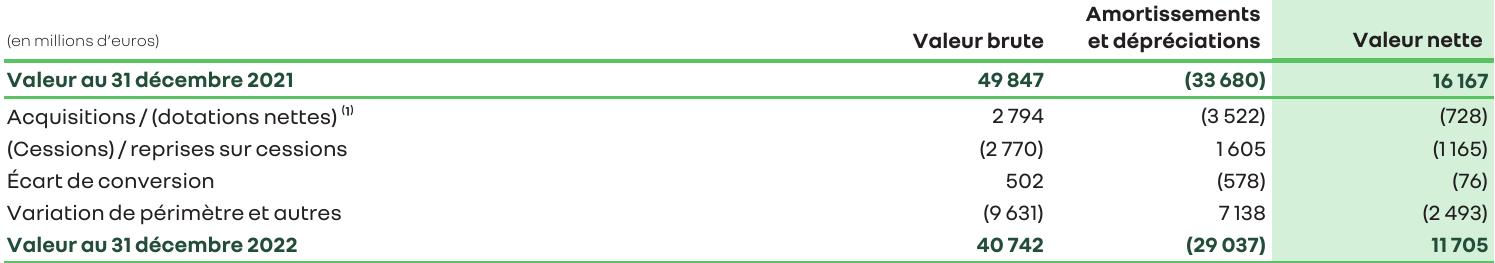 (en millions d’euros) Valeur brute Amortissements et dépréciations Valeur nette
Valeur au 31 décembre 2021 49 847 (33 680) 16 167
Acquisitions / (dotations nettes) (1) 2 794 (3 522) (728)
(Cessions) / reprises sur cessions (2 770) 1 605 (1 165)
Écart de conversion 502 (578) (76)
Variation de périmètre et autres (9 631) 7 138 (2 493)
Valeur au 31 décembre 2022 40 742 (29 037) 11 705